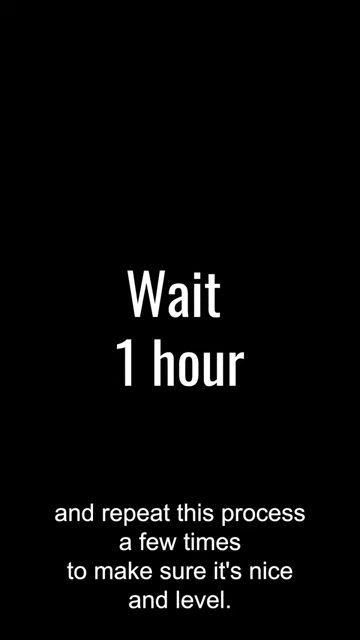 Wait
1 hour
and repeat this process
a few times
to make sure it's nice
and level.